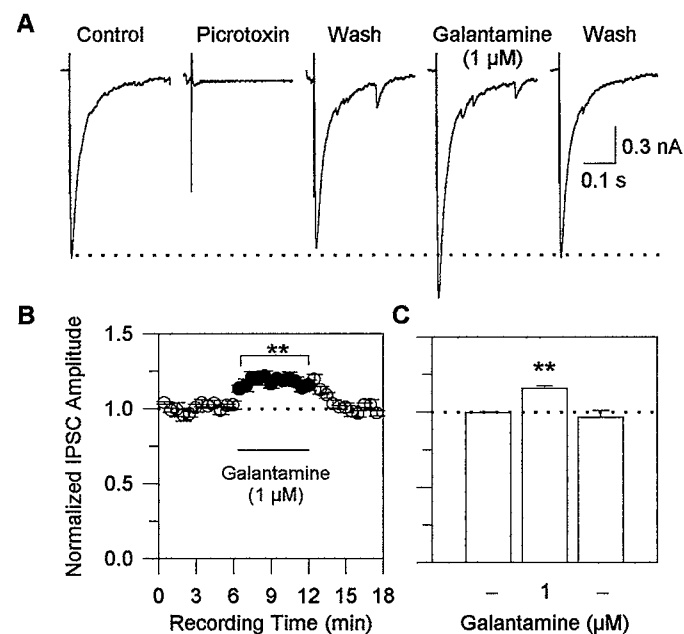 A
Control Picrotoxin Wash Galantamine Wash
(1 µM)
0.3 nA
0.1 s
B
C
1.5
**
**
1.0
Normalized IPSC Amplitude
Galantamine
(1 µM)
0.5
0.0
0 3 6 9 12 15 18
– 1 –
Recording Time (min)
Galantamine (µM)